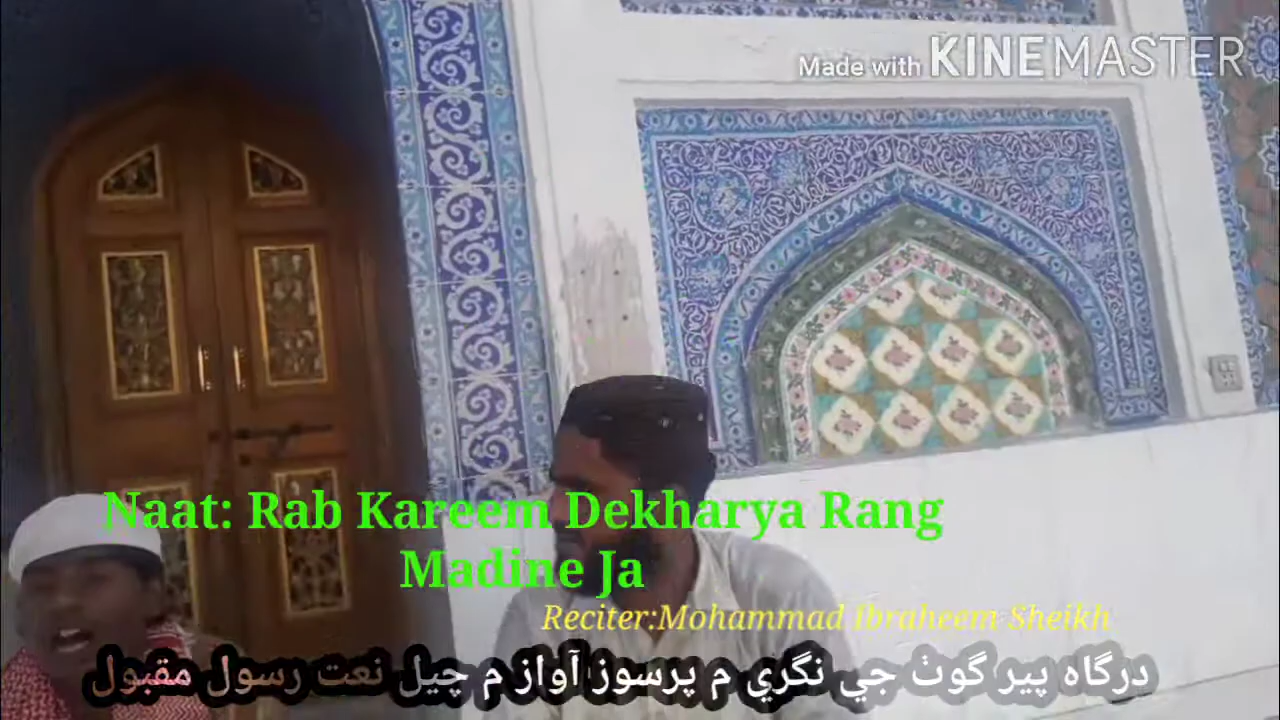 Made with KINEMASTER
Naat: Rab Kareem Dekharya Rang
Madine Ja
Reciter:Mohammad Ibraheem Sheikh
درگاه پير ڳوٺ جي نگري ۾ پرسوز آواز ۾ چيل نعت رسول مقبول